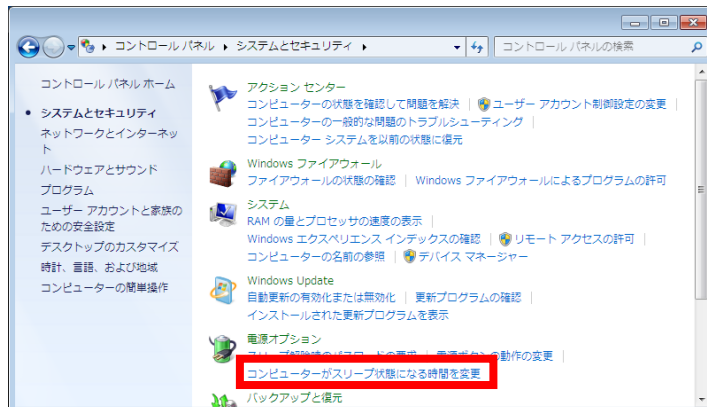 コントロール パネル ▸ システムとセキュリティ ▸
コントロール パネルの検索
コントロール パネル ホーム
システムとセキュリティ
ネットワークとインターネッ
ト
ハードウェアとサウンド
プログラム
ユーザー アカウントと家族の
ための安全設定
デスクトップのカスタマイズ
時計、言語、および地域
コンピューターの簡単操作
アクション センター
コンピューターの状態を確認して問題を解決 | ユーザー アカウント制御設定の変更 |
コンピューターの一般的な問題のトラブルシューティング |
コンピューター システムを以前の状態に復元
Windows ファイアウォール
ファイアウォールの状態の確認 | Windows ファイアウォールによるプログラムの許可
システム
RAM の量とプロセッサの速度の表示 |
Windows エクスペリエンス インデックスの確認 | リモート アクセスの許可 |
コンピューターの名前の参照 | デバイス マネージャー
Windows Update
自動更新の有効化または無効化 | 更新プログラムの確認 |
インストールされた更新プログラムを表示
電源オプション
スリープ解除時のパスワードの要求 | 電源ボタンの動作の変更 |
コンピューターがスリープ状態になる時間を変更
バックアップと復元